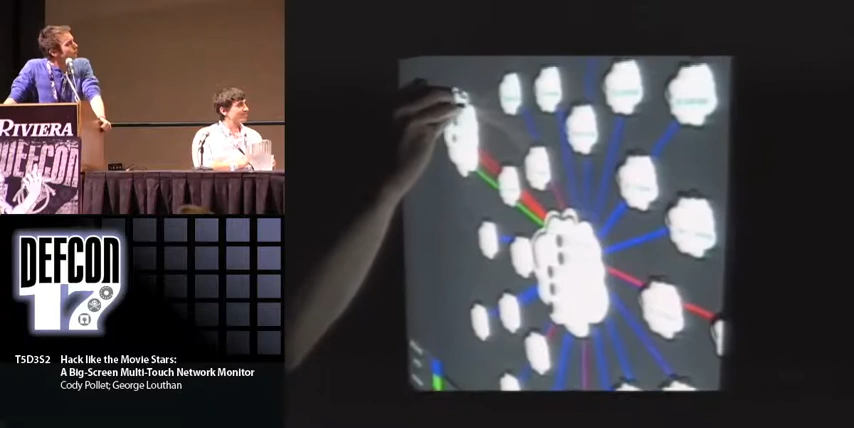 RIVIERA
DEFCON
DEFCON
17
T5D3S2 Hack like the Movie Stars:
A Big-Screen Multi-Touch Network Monitor
Cody Pollet; George Louthan